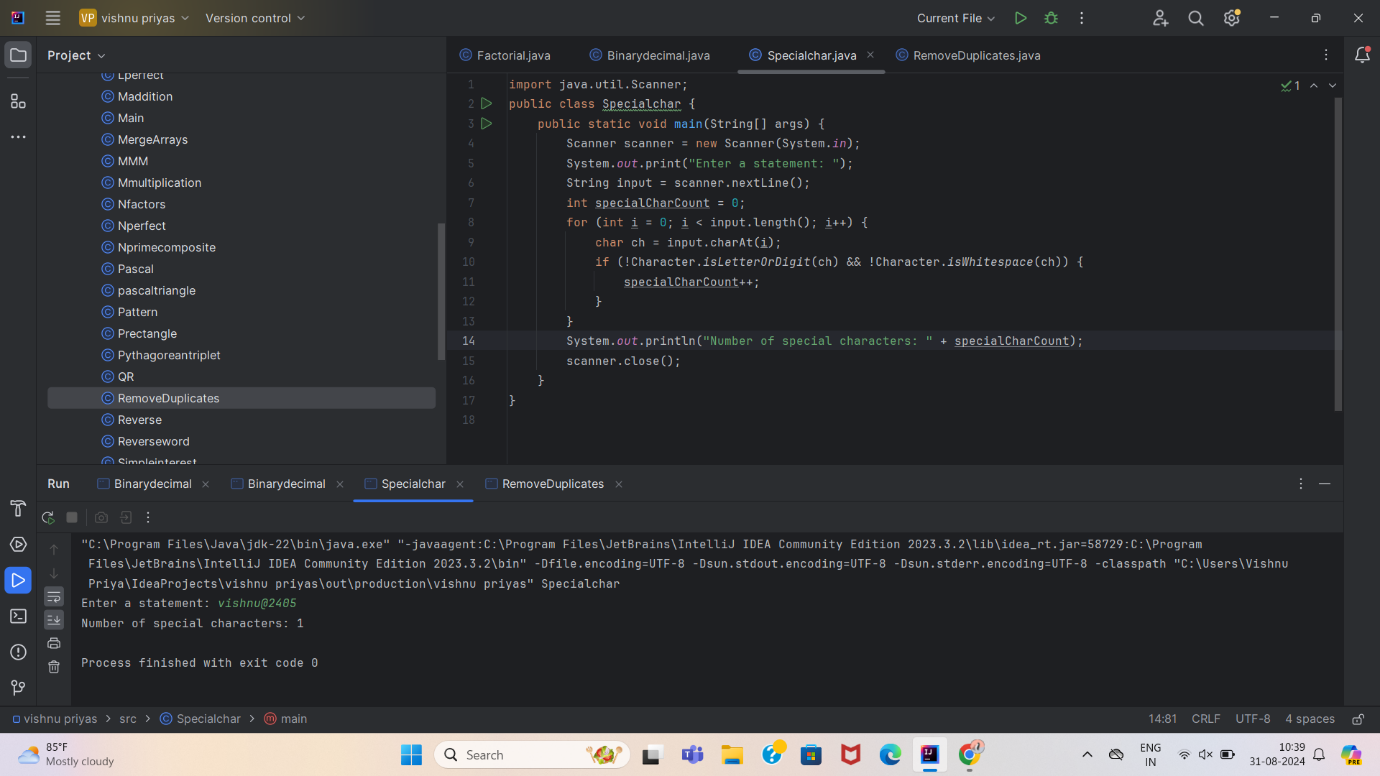 VP vishnu priyas Version control Current File
Project
Factorial.java Binarydecimal.java Specialchar.java RemoveDuplicates.java
Lperfect
Maddition
Main
MergeArrays
MMM
Mmultiplication
Nfactors
Nperfect
Nprimecomposite
Pascal
pascaltriangle
Pattern
Prectangle
Pythagoreantriplet
QR
RemoveDuplicates
Reverse
Reverseword
Simpleinterest
1 import java.util.Scanner;
2 public class Specialchar {
3 public static void main(String[] args) {
4 Scanner scanner = new Scanner(System.in);
5 System.out.print("Enter a statement: ");
6 String input = scanner.nextLine();
7 int specialCharCount = 0;
8 for (int i = 0; i < input.length(); i++) {
9 char ch = input.charAt(i);
10 if (!Character.isLetterOrDigit(ch) && !Character.isWhitespace(ch)) {
11 specialCharCount++;
12 }
13 }
14 System.out.println("Number of special characters: " + specialCharCount);
15 scanner.close();
16 }
17 }
18
1
Run Binarydecimal Binarydecimal Specialchar RemoveDuplicates
"C:\Program Files\Java\jdk-22\bin\java.exe" "-javaagent:C:\Program Files\JetBrains\IntelliJ IDEA Community Edition 2023.3.2\lib\idea_rt.jar=58729:C:\Program
Files\JetBrains\IntelliJ IDEA Community Edition 2023.3.2\bin" -Dfile.encoding=UTF-8 -Dsun.stdout.encoding=UTF-8 -Dsun.stderr.encoding=UTF-8 -classpath "C:\Users\Vishnu
Priya\IdeaProjects\vishnu priyas\out\production\vishnu priyas" Specialchar
Enter a statement: vishnu@2405
Number of special characters: 1
Process finished with exit code 0
vishnu priyas > src > Specialchar > main 14:81 CRLF UTF-8 4 spaces
85°F
Mostly cloudy
Search
ENG
IN
10:39
31-08-2024
PRE